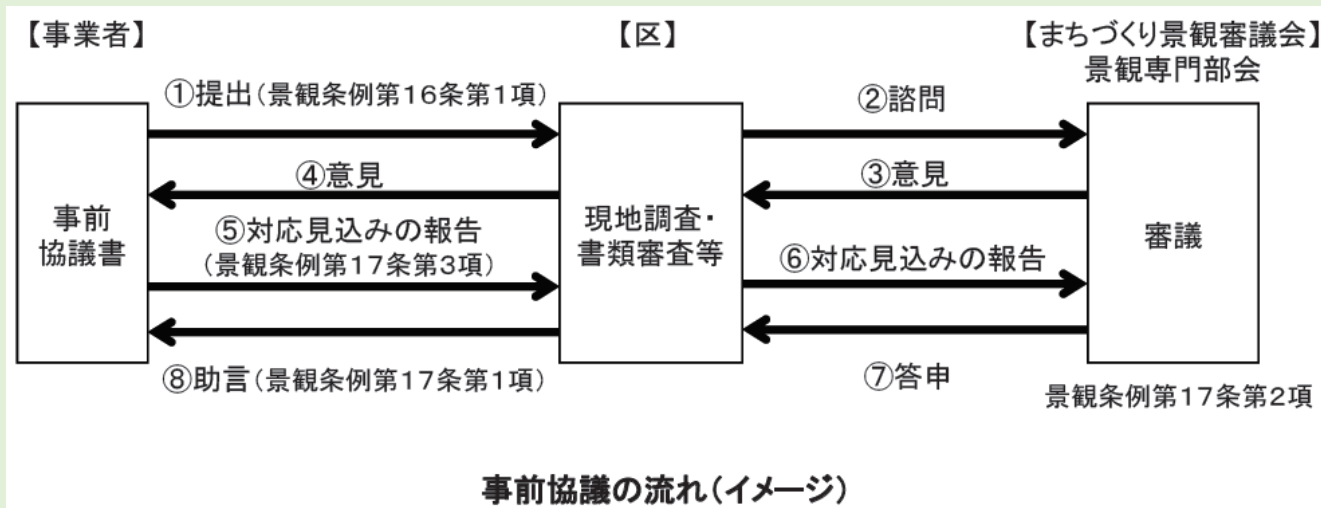 【事業者】
【区】
【まちづくり景観審議会】
景観専門部会
①提出(景観条例第16条第1項)
②諮問
④意見
③意見
事前
協議書
⑤対応見込みの報告
(景観条例第17条第3項)
現地調査・
書類審査等
⑥対応見込みの報告
審議
⑧助言(景観条例第17条第1項)
⑦答申
景観条例第17条第2項
事前協議の流れ(イメージ)